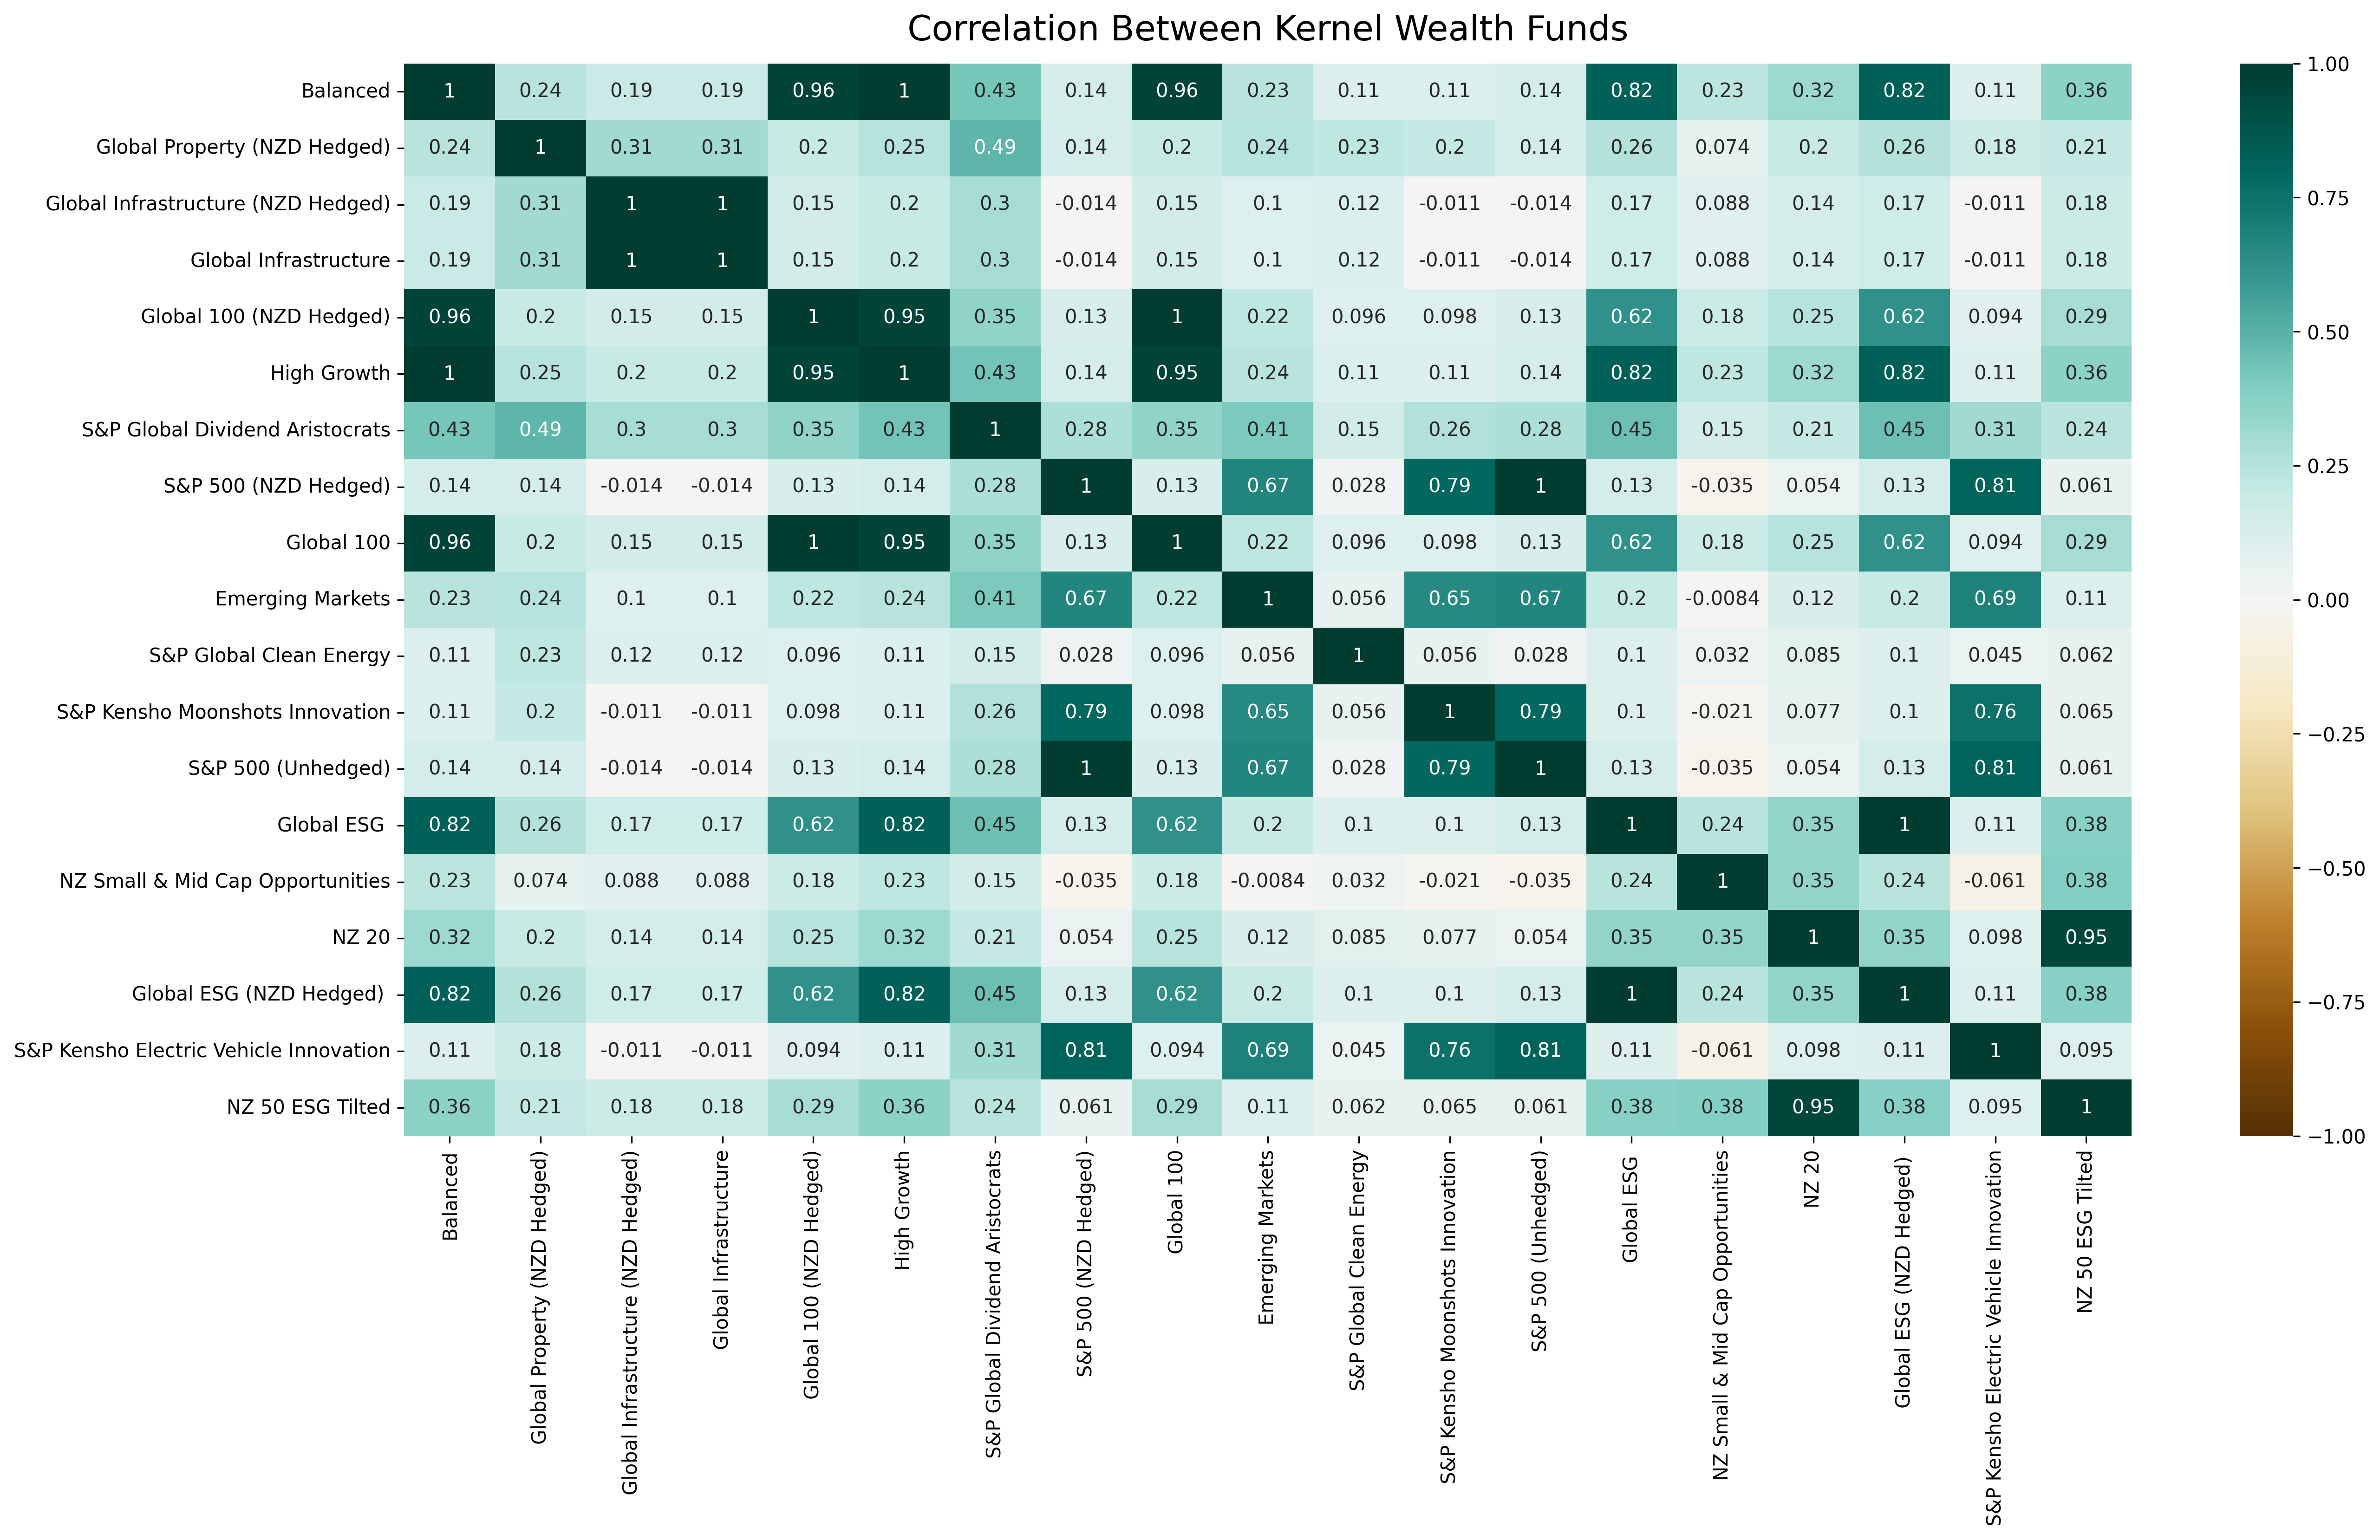 Correlation Between Kernel Wealth Funds
Balanced 1 0.24 0.19 0.19 0.96 1 0.43 0.14 0.96 0.23 0.11 0.11 0.14 0.82 0.23 0.32 0.82 0.11 0.36
Global Property (NZD Hedged) 0.24 1 0.31 0.31 0.2 0.25 0.49 0.14 0.2 0.24 0.23 0.2 0.14 0.26 0.074 0.2 0.26 0.18 0.21
Global Infrastructure (NZD Hedged) 0.19 0.31 1 1 0.15 0.2 0.3 -0.014 0.15 0.1 0.12 -0.011 -0.014 0.17 0.088 0.14 0.17 -0.011 0.18
Global Infrastructure 0.19 0.31 1 1 0.15 0.2 0.3 -0.014 0.15 0.1 0.12 -0.011 -0.014 0.17 0.088 0.14 0.17 -0.011 0.18
Global 100 (NZD Hedged) 0.96 0.2 0.15 0.15 1 0.95 0.35 0.13 1 0.22 0.096 0.098 0.13 0.62 0.18 0.25 0.62 0.094 0.29
High Growth 1 0.25 0.2 0.2 0.95 1 0.43 0.14 0.95 0.24 0.11 0.11 0.14 0.82 0.23 0.32 0.82 0.11 0.36
S&P Global Dividend Aristocrats 0.43 0.49 0.3 0.3 0.35 0.43 1 0.28 0.35 0.41 0.15 0.26 0.28 0.45 0.15 0.21 0.45 0.31 0.24
S&P 500 (NZD Hedged) 0.14 0.14 -0.014 -0.014 0.13 0.14 0.28 1 0.13 0.67 0.028 0.79 1 0.13 -0.035 0.054 0.13 0.81 0.061
Global 100 0.96 0.2 0.15 0.15 1 0.95 0.35 0.13 1 0.22 0.096 0.098 0.13 0.62 0.18 0.25 0.62 0.094 0.29
Emerging Markets 0.23 0.24 0.1 0.1 0.22 0.24 0.41 0.67 0.22 1 0.056 0.65 0.67 0.2 -0.0084 0.12 0.2 0.69 0.11
S&P Global Clean Energy 0.11 0.23 0.12 0.12 0.096 0.11 0.15 0.028 0.096 0.056 1 0.056 0.028 0.1 0.032 0.085 0.1 0.045 0.062
S&P Kensho Moonshots Innovation 0.11 0.2 -0.011 -0.011 0.098 0.11 0.26 0.79 0.098 0.65 0.056 1 0.79 0.1 -0.021 0.077 0.1 0.76 0.065
S&P 500 (Unhedged) 0.14 0.14 -0.014 -0.014 0.13 0.14 0.28 1 0.13 0.67 0.028 0.79 1 0.13 -0.035 0.054 0.13 0.81 0.061
Global ESG 0.82 0.26 0.17 0.17 0.62 0.82 0.45 0.13 0.62 0.2 0.1 0.1 0.13 1 0.24 0.35 1 0.11 0.38
NZ Small & Mid Cap Opportunities 0.23 0.074 0.088 0.088 0.18 0.23 0.15 -0.035 0.18 -0.0084 0.032 -0.021 -0.035 0.24 1 0.35 0.24 -0.061 0.38
NZ 20 0.32 0.2 0.14 0.14 0.25 0.32 0.21 0.054 0.25 0.12 0.085 0.077 0.054 0.35 0.35 1 0.35 0.098 0.95
Global ESG (NZD Hedged) 0.82 0.26 0.17 0.17 0.62 0.82 0.45 0.13 0.62 0.2 0.1 0.1 0.13 1 0.24 0.35 1 0.11 0.38
S&P Kensho Electric Vehicle Innovation 0.11 0.18 -0.011 -0.011 0.094 0.11 0.31 0.81 0.094 0.69 0.045 0.76 0.81 0.11 -0.061 0.098 0.11 1 0.095
NZ 50 ESG Tilted 0.36 0.21 0.18 0.18 0.29 0.36 0.24 0.061 0.29 0.11 0.062 0.065 0.061 0.38 0.38 0.95 0.38 0.095 1
Balanced
Global Property (NZD Hedged)
Global Infrastructure (NZD Hedged)
Global Infrastructure
Global 100 (NZD Hedged)
High Growth
S&P Global Dividend Aristocrats
S&P 500 (NZD Hedged)
Global 100
Emerging Markets
S&P Global Clean Energy
S&P Kensho Moonshots Innovation
S&P 500 (Unhedged)
Global ESG
NZ Small & Mid Cap Opportunities
NZ 20
Global ESG (NZD Hedged)
S&P Kensho Electric Vehicle Innovation
NZ 50 ESG Tilted
1.00
0.75
0.50
0.25
0.00
−0.25
−0.50
−0.75
−1.00